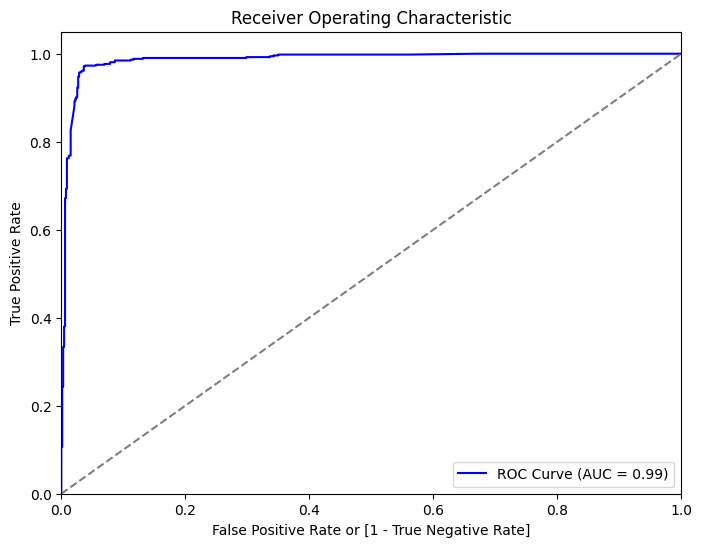 Receiver Operating Characteristic
1.0
0.8
0.6
0.4
0.2
0.0
True Positive Rate
ROC Curve (AUC = 0.99)
0.0 0.2 0.4 0.6 0.8 1.0
False Positive Rate or [1 - True Negative Rate]